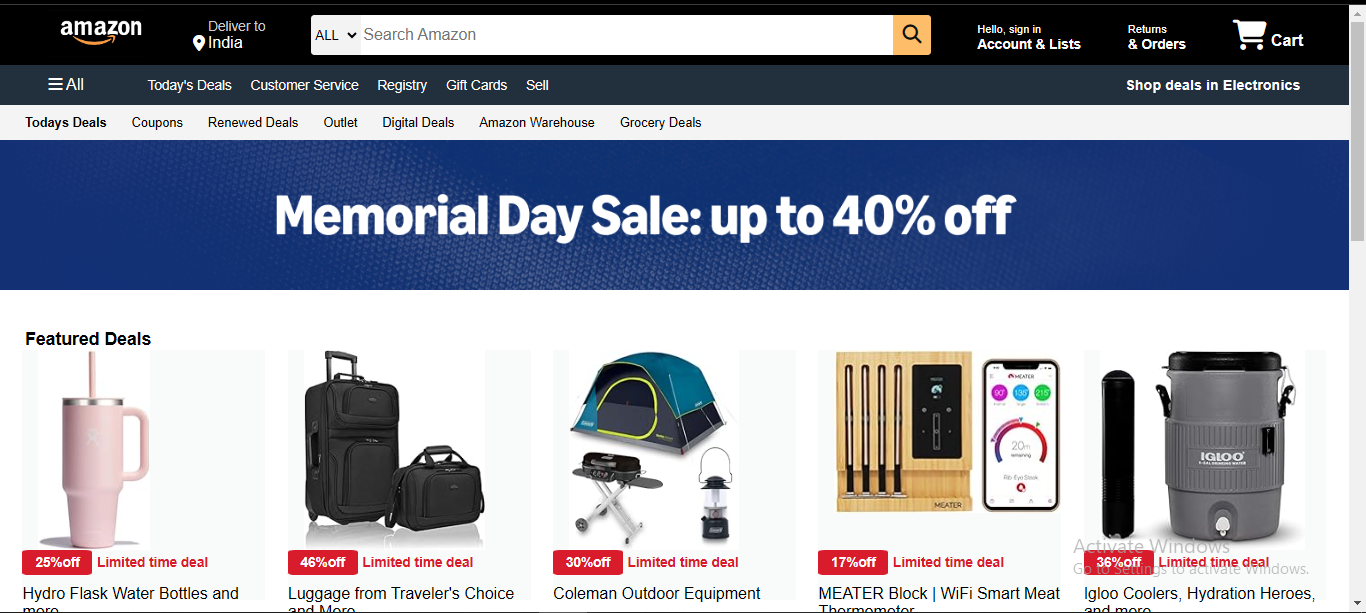 amazon
Deliver to
India
ALL
Search Amazon
Hello, sign in
Account & Lists
Returns
& Orders
Cart
All
Today's Deals Customer Service Registry Gift Cards Sell
Shop deals in Electronics
Todays Deals Coupons Renewed Deals Outlet Digital Deals Amazon Warehouse Grocery Deals
Memorial Day Sale: up to 40% off
Featured Deals
MEATER
90°
135°
215°
20m
remaining
Rib-Eye Steak
MEATER
IGLOO
25%off Limited time deal
Hydro Flask Water Bottles and
more
46%off Limited time deal
Luggage from Traveler's Choice
and More
30%off Limited time deal
Coleman Outdoor Equipment
17%off Limited time deal
MEATER Block | WiFi Smart Meat
Thermometer
36%off Limited time deal
Igloo Coolers, Hydration Heroes,
and more
Activate Windows
Go to Settings to activate Windows.